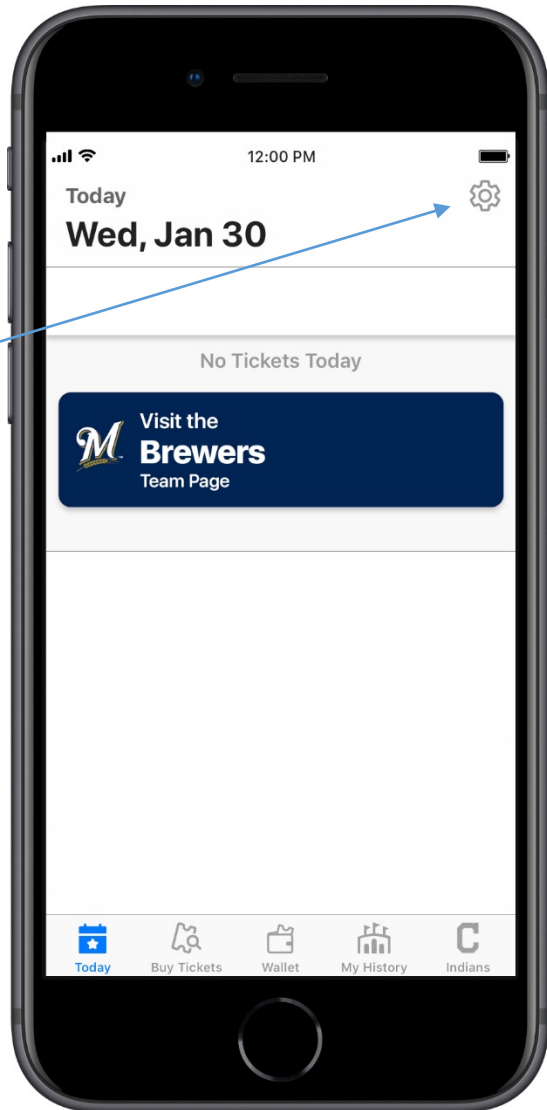 12:00 PM
Today
Wed, Jan 30
No Tickets Today
M
Visit the
Brewers
Team Page
Today Buy Tickets Wallet My History Indians
C